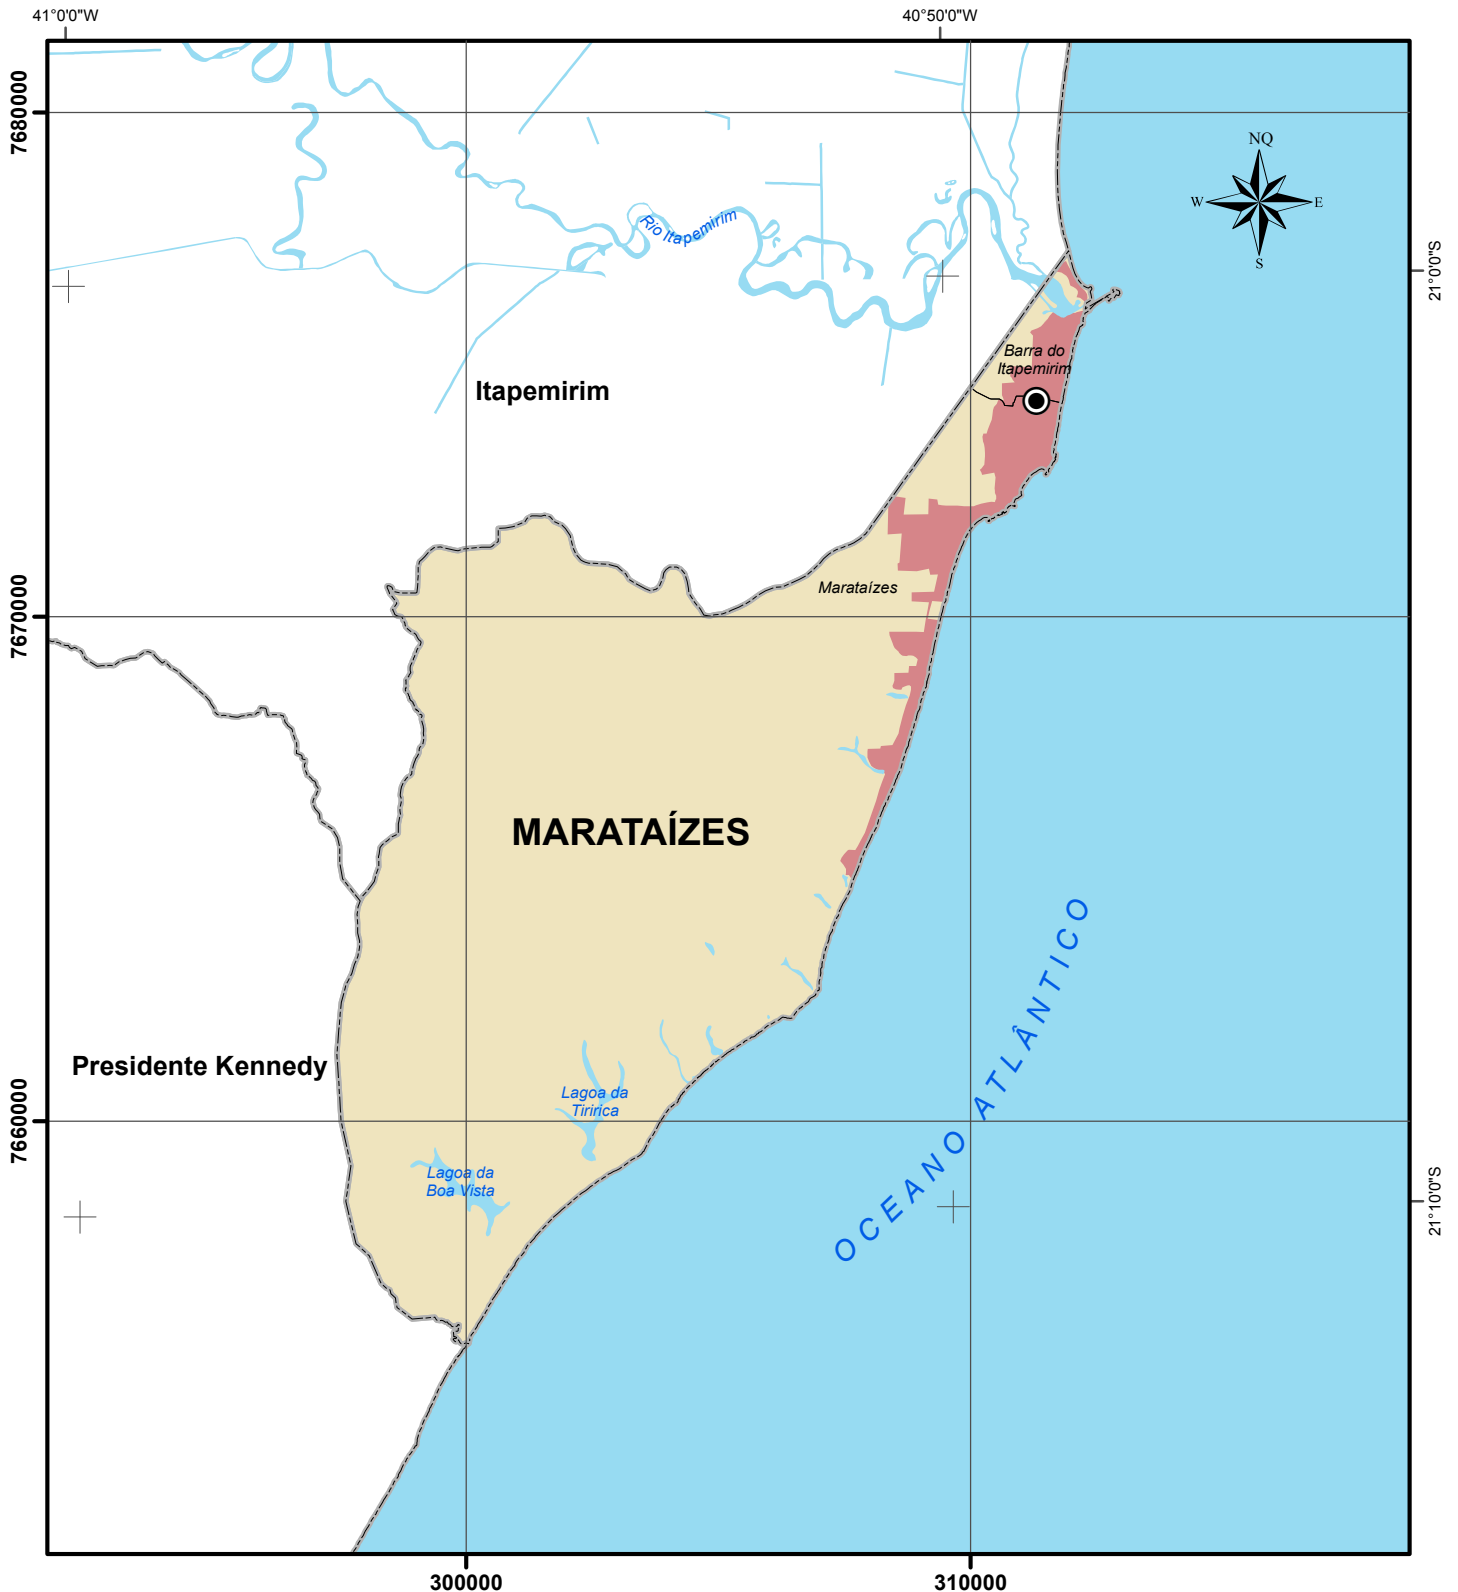 41°0'0"W
40°50'0"W
7680000
NQ
W
E
S
Rio Itapemirim
21°0'0"S
Barra do
Itapemirim
Itapemirim
7670000
Marataízes
MARATAÍZES
OCEANO ATLÂNTICO
Presidente Kennedy
Lagoa da
Tiririca
7660000
Lagoa da
Boa Vista
21°10'0"S
300000
310000